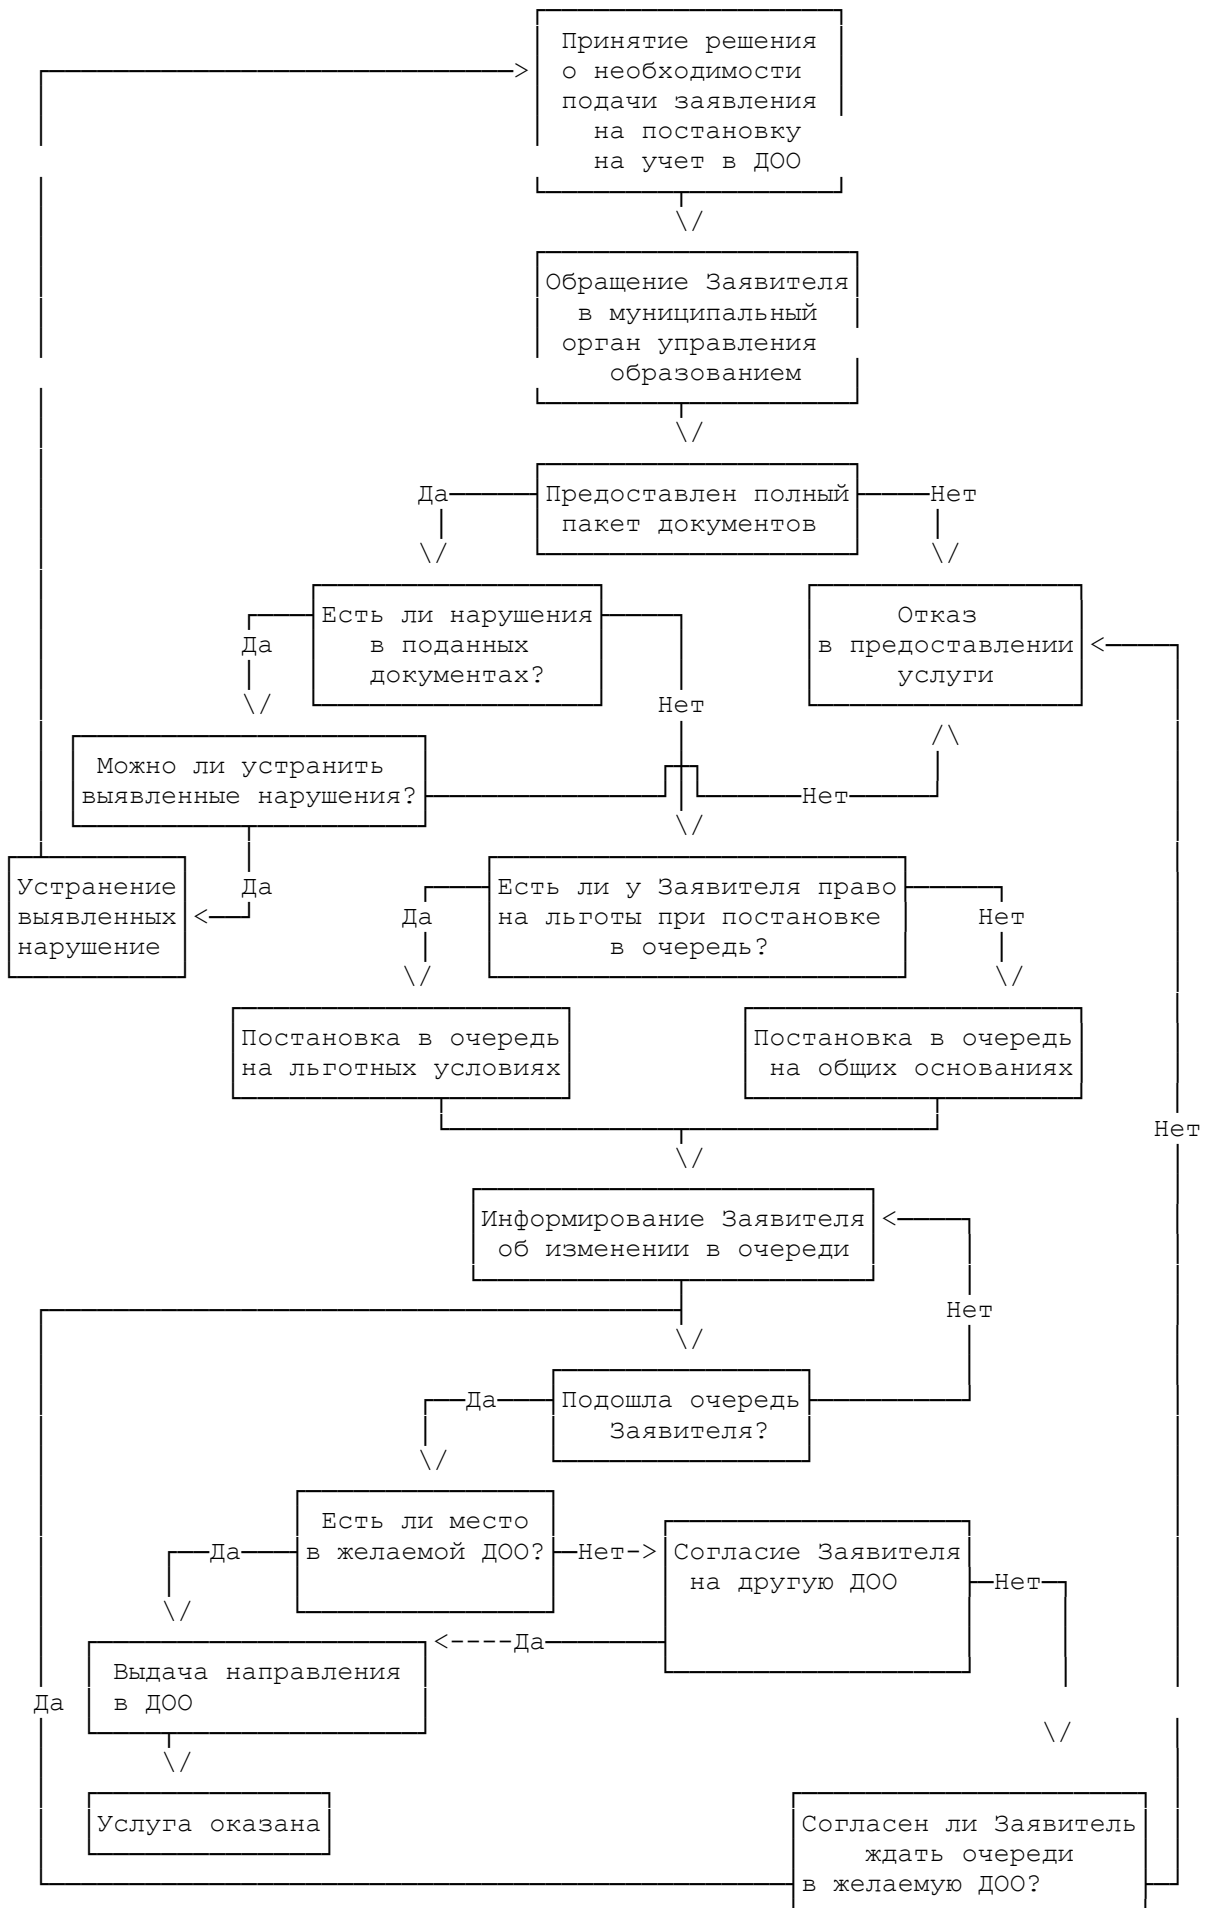 Принятие решения
о необходимости
подачи заявления
на постановку
на учет в ДОО
Обращение Заявителя
в муниципальный
орган управления
образованием
Да
Предоставлен полный
пакет документов
Нет
Есть ли нарушения
в поданных
документах?
Да
Нет
Отказ
в предоставлении
услуги
Можно ли устранить
выявленные нарушения?
Нет
Да
Устранение
выявленных
нарушение
Есть ли у Заявителя право
на льготы при постановке
в очередь?
Да
Нет
Постановка в очередь
на льготных условиях
Постановка в очередь
на общих основаниях
Нет
Информирование Заявителя
об изменении в очереди
Нет
Да
Подошла очередь
Заявителя?
Есть ли место
в желаемой ДОО?
Да
Нет->
Согласие Заявителя
на другую ДОО
Нет
<----Да
Выдача направления
в ДОО
Да
Услуга оказана
Согласен ли Заявитель
ждать очереди
в желаемую ДОО?